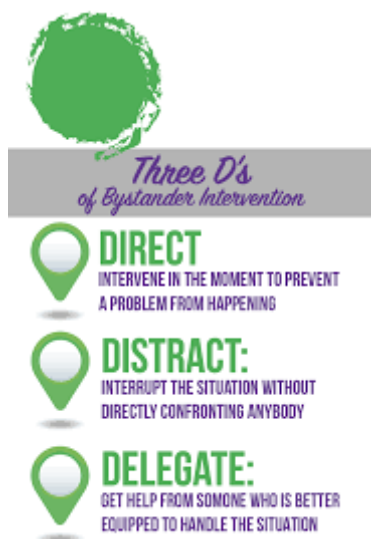 Three D's
of Bystander Intervention
DIRECT
INTERVENE IN THE MOMENT TO PREVENT
A PROBLEM FROM HAPPENING
DISTRACT:
INTERRUPT THE SITUATION WITHOUT
DIRECTLY CONFRONTING ANYBODY
DELEGATE:
GET HELP FROM SOMONE WHO IS BETTER
EQUIPPED TO HANDLE THE SITUATION